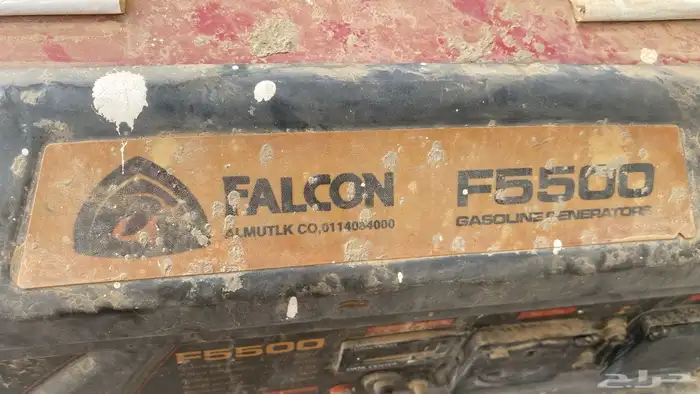 FALCON
ALMUTLK CO,0114084000
F5500
GASOLINE GENERATORS
F5500
حراج